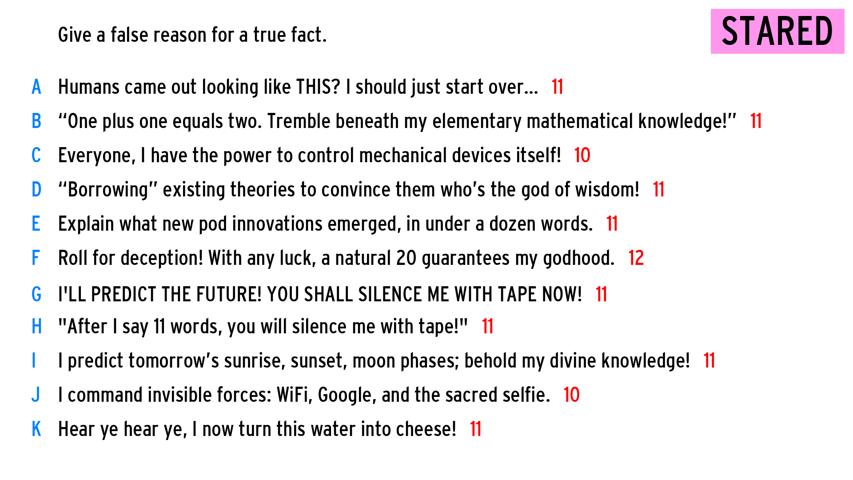 Give a false reason for a true fact.
STARED
A Humans came out looking like THIS? I should just start over... 11
B “One plus one equals two. Tremble beneath my elementary mathematical knowledge!” 11
C Everyone, I have the power to control mechanical devices itself! 10
D “Borrowing” existing theories to convince them who’s the god of wisdom! 11
E Explain what new pod innovations emerged, in under a dozen words. 11
F Roll for deception! With any luck, a natural 20 guarantees my godhood. 12
G I'LL PREDICT THE FUTURE! YOU SHALL SILENCE ME WITH TAPE NOW! 11
H "After I say 11 words, you will silence me with tape!" 11
I I predict tomorrow’s sunrise, sunset, moon phases; behold my divine knowledge! 11
J I command invisible forces: WiFi, Google, and the sacred selfie. 10
K Hear ye hear ye, I now turn this water into cheese! 11